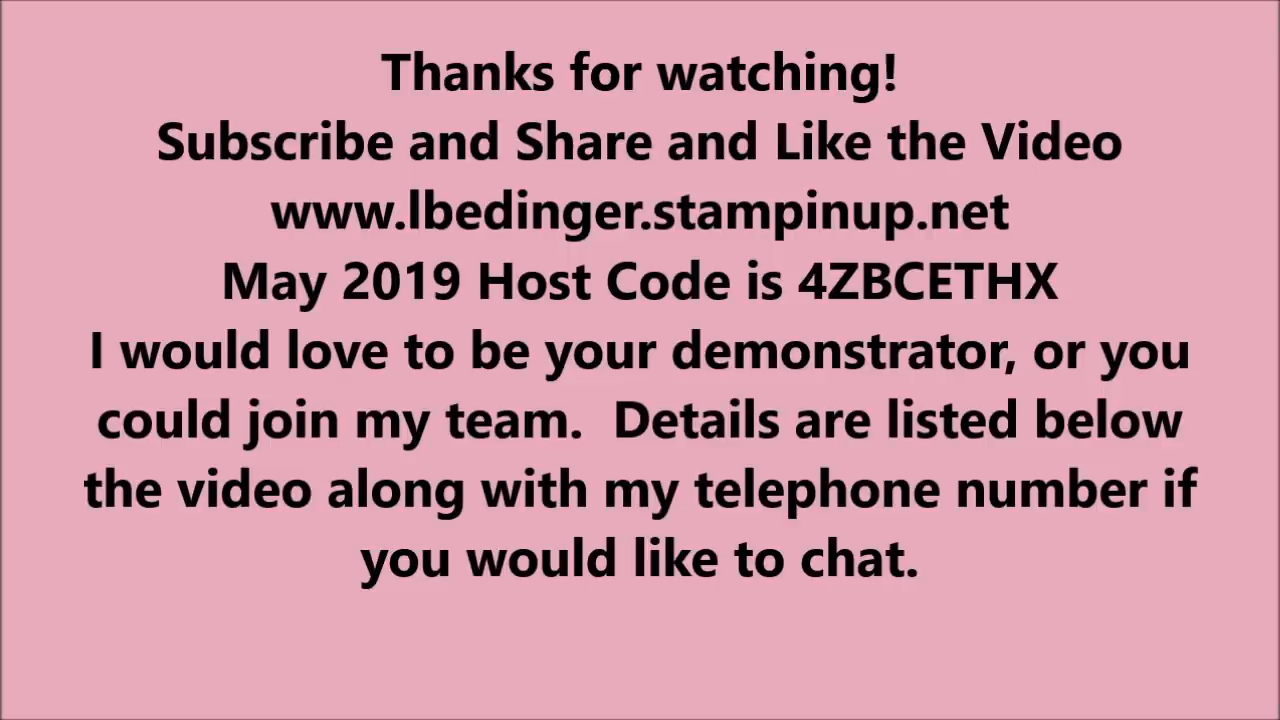 Thanks for watching!
Subscribe and Share and Like the Video
www.lbedinger.stampinup.net
May 2019 Host Code is 4ZBCETHX
I would love to be your demonstrator, or you
could join my team.  Details are listed below
the video along with my telephone number if
you would like to chat.